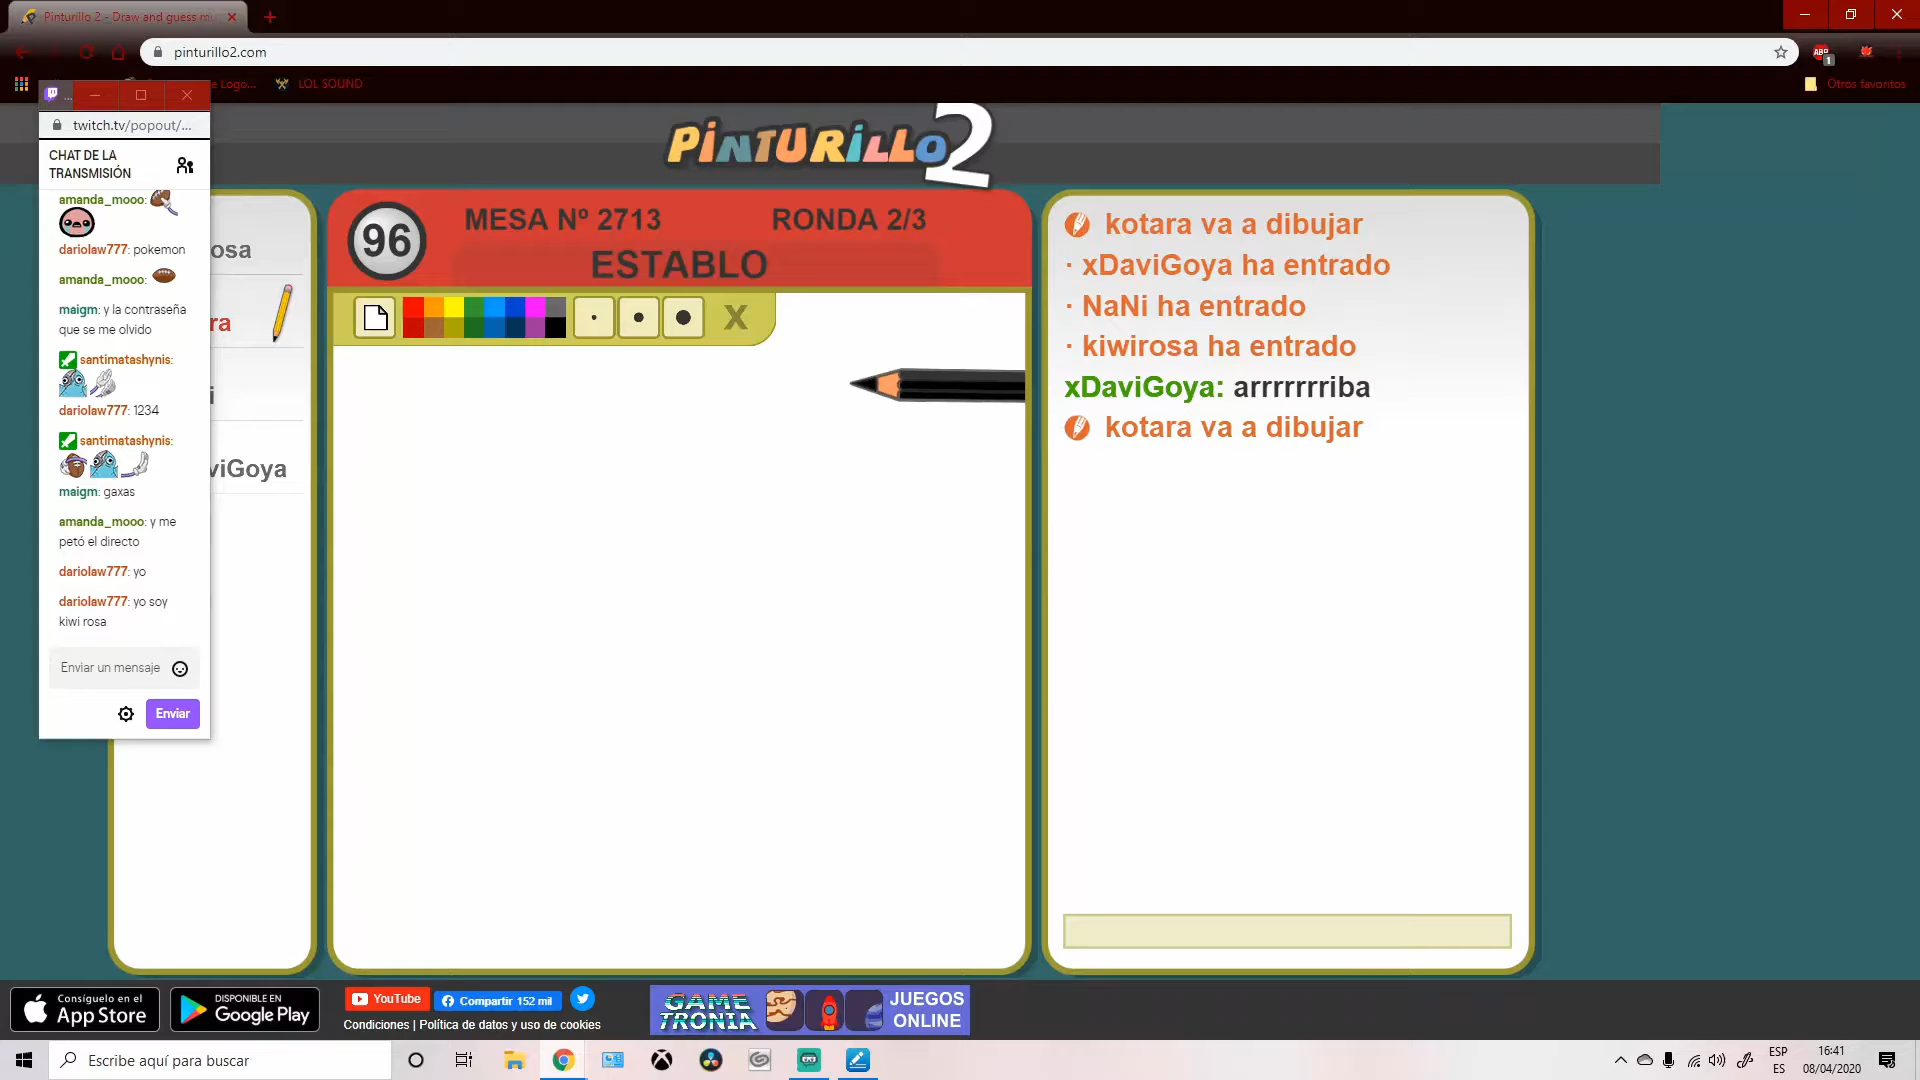 Pinturillo 2 - Draw and guess mu
pinturillo2.com
ABP
1
Logo...
LOL SOUND
Otros favoritos
...
twitch.tv/popout/...
CHAT DE LA
TRANSMISIÓN
amanda_mooo:
dariolaw777: pokemon
amanda_mooo:
maigm: y la contraseña
que se me olvido
santimatashynis:
dariolaw777: 1234
santimatashynis:
maigm: gaxas
amanda_mooo: y me
petó el directo
dariolaw777: yo
dariolaw777: yo soy
kiwi rosa
Enviar un mensaje
Enviar
osa
ra
i
viGoya
PiNTURiLLo2
96
MESA Nº 2713
RONDA 2/3
ESTABLO
X
kotara va a dibujar
· xDaviGoya ha entrado
· NaNi ha entrado
· kiwirosa ha entrado
xDaviGoya: arrrrrrriba
kotara va a dibujar
Consíguelo en el
App Store
DISPONIBLE EN
Google Play
YouTube
Compartir 152 mil
Condiciones | Política de datos y uso de cookies
GAME
TRONIA
JUEGOS
ONLINE
Escribe aquí para buscar
ESP
ES
16:41
08/04/2020